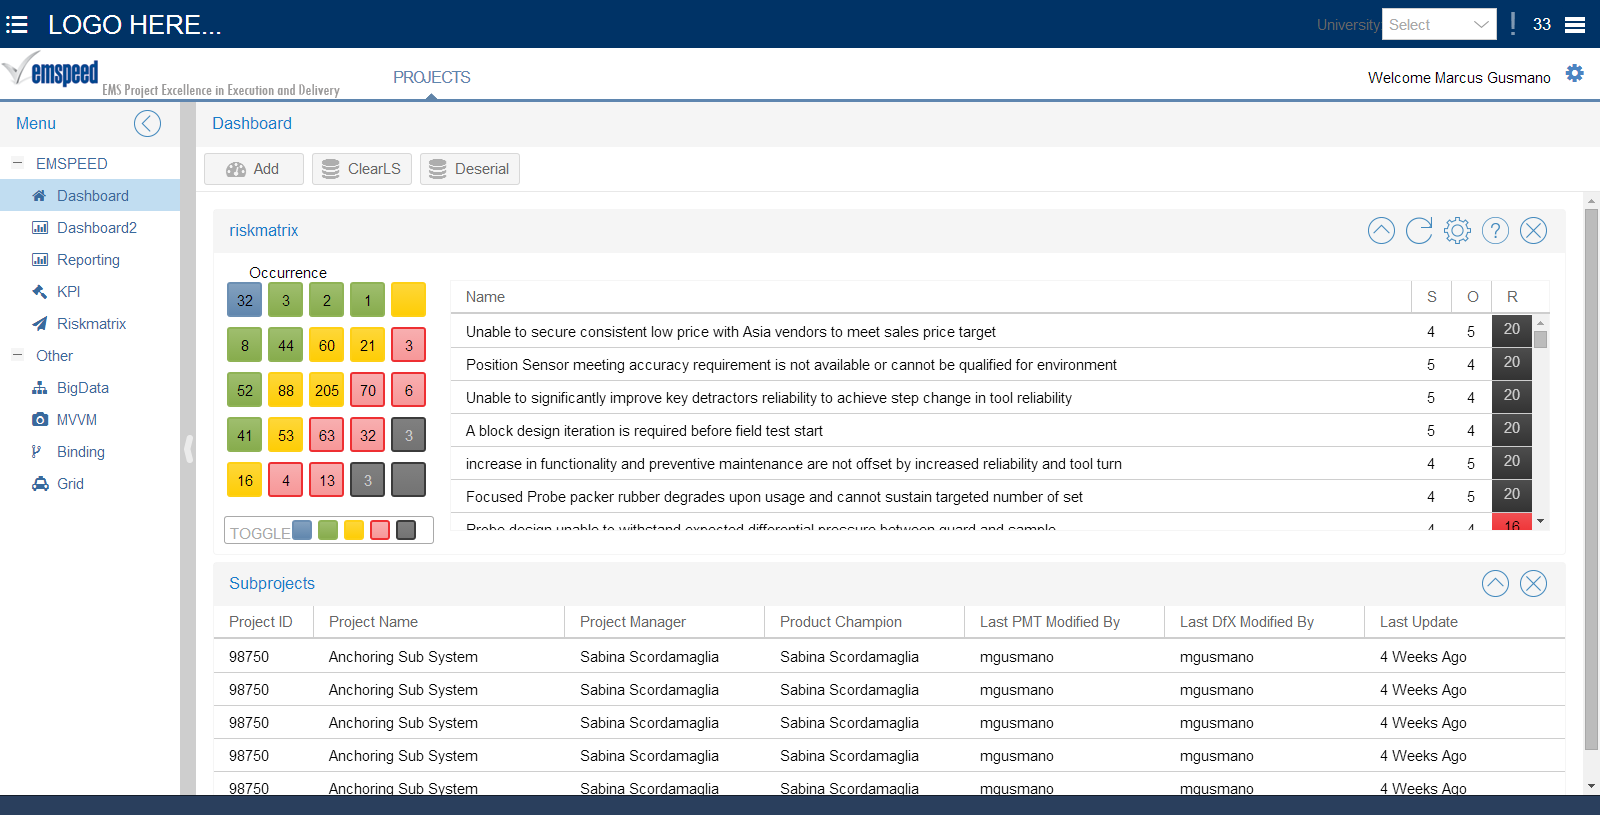 LOGO HERE...
University: Select 33
emspeed EMS Project Excellence in Execution and Delivery
PROJECTS
Welcome Marcus Gusmano
Menu
EMSPEED
Dashboard
Dashboard2
Reporting
KPI
Riskmatrix
Other
BigData
MVVM
Binding
Grid
Dashboard
Add ClearLS Deserial
riskmatrix
Occurrence
32 3 2 1
8 44 60 21 3
52 88 205 70 6
41 53 63 32 3
16 4 13 3
TOGGLE
Name S O R
Unable to secure consistent low price with Asia vendors to meet sales price target 4 5 20
Position Sensor meeting accuracy requirement is not available or cannot be qualified for environment 5 4 20
Unable to significantly improve key detractors reliability to achieve step change in tool reliability 5 4 20
A block design iteration is required before field test start 5 4 20
increase in functionality and preventive maintenance are not offset by increased reliability and tool turn 4 5 20
Focused Probe packer rubber degrades upon usage and cannot sustain targeted number of set 4 5 20
Probe design unable to withstand expected differential pressure between guard and sample 4 4 16
Subprojects
Project ID Project Name Project Manager Product Champion Last PMT Modified By Last DfX Modified By Last Update
98750 Anchoring Sub System Sabina Scordamaglia Sabina Scordamaglia mgusmano mgusmano 4 Weeks Ago
98750 Anchoring Sub System Sabina Scordamaglia Sabina Scordamaglia mgusmano mgusmano 4 Weeks Ago
98750 Anchoring Sub System Sabina Scordamaglia Sabina Scordamaglia mgusmano mgusmano 4 Weeks Ago
98750 Anchoring Sub System Sabina Scordamaglia Sabina Scordamaglia mgusmano mgusmano 4 Weeks Ago
98750 Anchoring Sub System Sabina Scordamaglia Sabina Scordamaglia mgusmano mgusmano 4 Weeks Ago